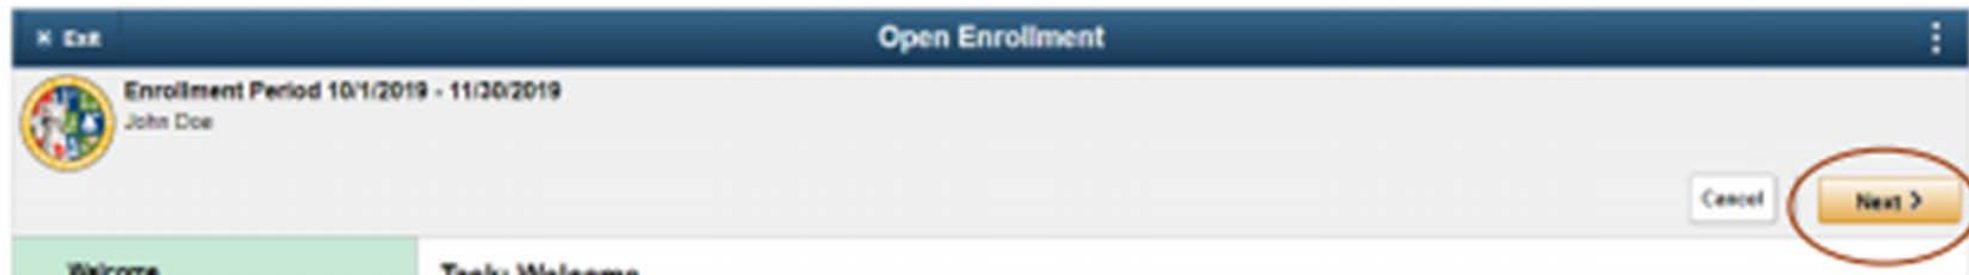 × Exit
Open Enrollment
Enrollment Period 10/1/2019 - 11/30/2019
John Doe
Cancel
Next >
Welcome
Task: Welcome